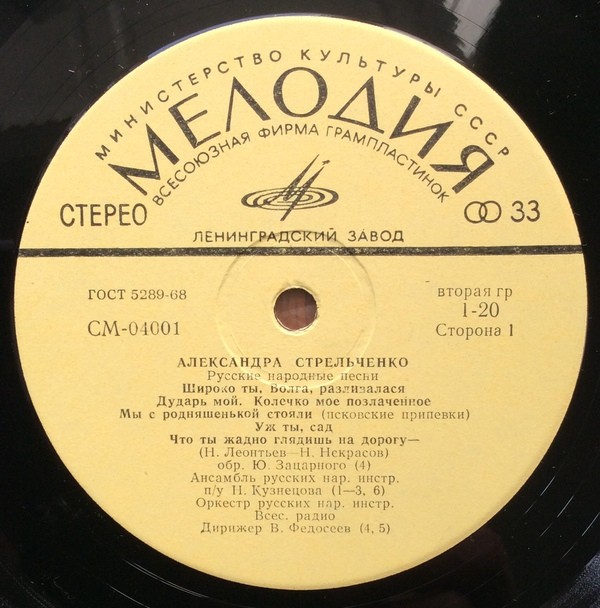 МИНИСТЕРСТВО КУЛЬТУРЫ СССР
МЕЛОДИЯ
ВСЕСОЮЗНАЯ ФИРМА ГРАМПЛАСТИНОК
СТЕРЕО
33
ЛЕНИНГРАДСКИЙ ЗАВОД
ГОСТ 5289-68
вторая гр
1-20
СМ-04001
Сторона 1
АЛЕКСАНДРА СТРЕЛЬЧЕНКО
Русские народные песни
Широко ты, Волга, разливалася
Дударь мой. Колечко мое позлаченное
Мы с родняшенькой стояли (псковские припевки)
Уж ты, сад
Что ты жадно глядишь на дорогу—
(Н. Леонтьев—Н. Некрасов)
обр. Ю. Зацарного (4)
Ансамбль русских нар. инстр.
п/у Н. Кузнецова (1—3, 6)
Оркестр русских нар. инстр.
Всес. радио
Дирижер В. Федосеев (4, 5)